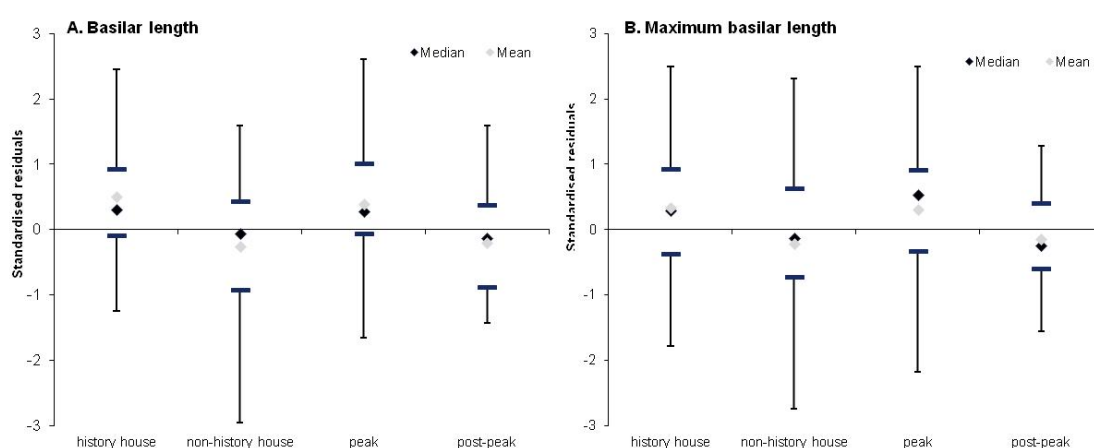 A. Basilar length
Median Mean
Standardised residuals
3
2
1
0
-1
-2
-3
history house non-history house peak post-peak
B. Maximum basilar length
Median Mean
Standardised residuals
3
2
1
0
-1
-2
-3
history house non-history house peak post-peak